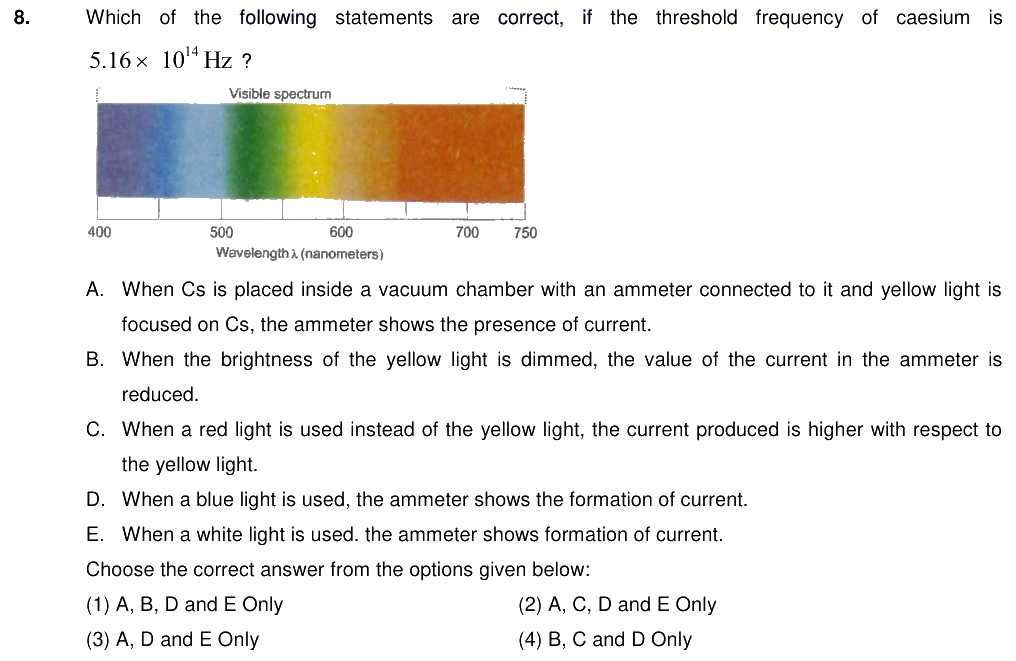 8. Which of the following statements are correct, if the threshold frequency of caesium is
5.16 × 10¹⁴ Hz ?
Visible spectrum
400 500 600 700 750
Wavelength λ (nanometers)
A. When Cs is placed inside a vacuum chamber with an ammeter connected to it and yellow light is
focused on Cs, the ammeter shows the presence of current.
B. When the brightness of the yellow light is dimmed, the value of the current in the ammeter is
reduced.
C. When a red light is used instead of the yellow light, the current produced is higher with respect to
the yellow light.
D. When a blue light is used, the ammeter shows the formation of current.
E. When a white light is used. the ammeter shows formation of current.
Choose the correct answer from the options given below:
(1) A, B, D and E Only (2) A, C, D and E Only
(3) A, D and E Only (4) B, C and D Only